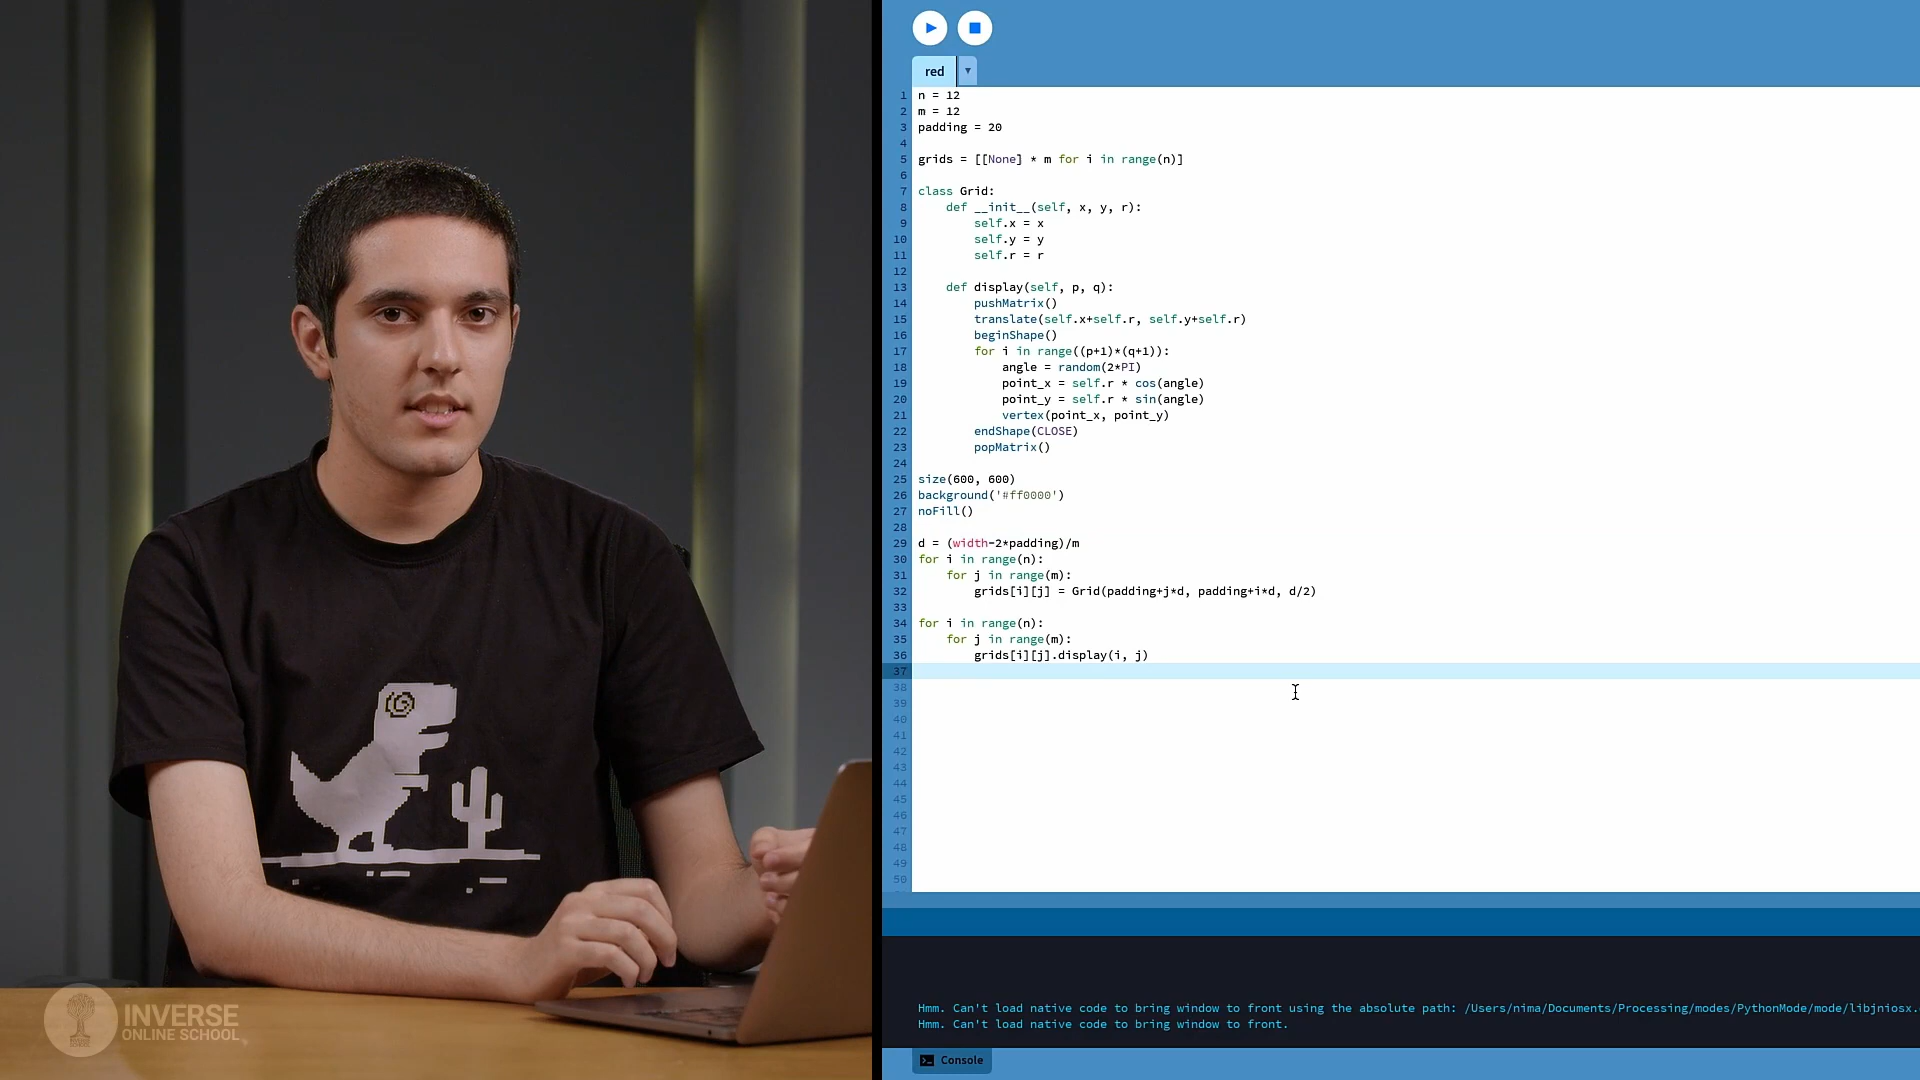 red
1 n = 12
2 m = 12
3 padding = 20
4
5 grids = [[None] * m for i in range(n)]
6
7 class Grid:
8     def __init__(self, x, y, r):
9         self.x = x
10         self.y = y
11         self.r = r
12
13     def display(self, p, q):
14         pushMatrix()
15         translate(self.x+self.r, self.y+self.r)
16         beginShape()
17         for i in range((p+1)*(q+1)):
18             angle = random(2*PI)
19             point_x = self.r * cos(angle)
20             point_y = self.r * sin(angle)
21             vertex(point_x, point_y)
22         endShape(CLOSE)
23         popMatrix()
24
25 size(600, 600)
26 background('#ff0000')
27 noFill()
28
29 d = (width-2*padding)/m
30 for i in range(n):
31     for j in range(m):
32         grids[i][j] = Grid(padding+j*d, padding+i*d, d/2)
33
34 for i in range(n):
35     for j in range(m):
36         grids[i][j].display(i, j)
37
38
39
40
41
42
43
44
45
46
47
48
49
50
Hmm. Can't load native code to bring window to front using the absolute path: /Users/nima/Documents/Processing/modes/PythonMode/mode/libjniosx.
Hmm. Can't load native code to bring window to front.
Console
INVERSE
ONLINE SCHOOL